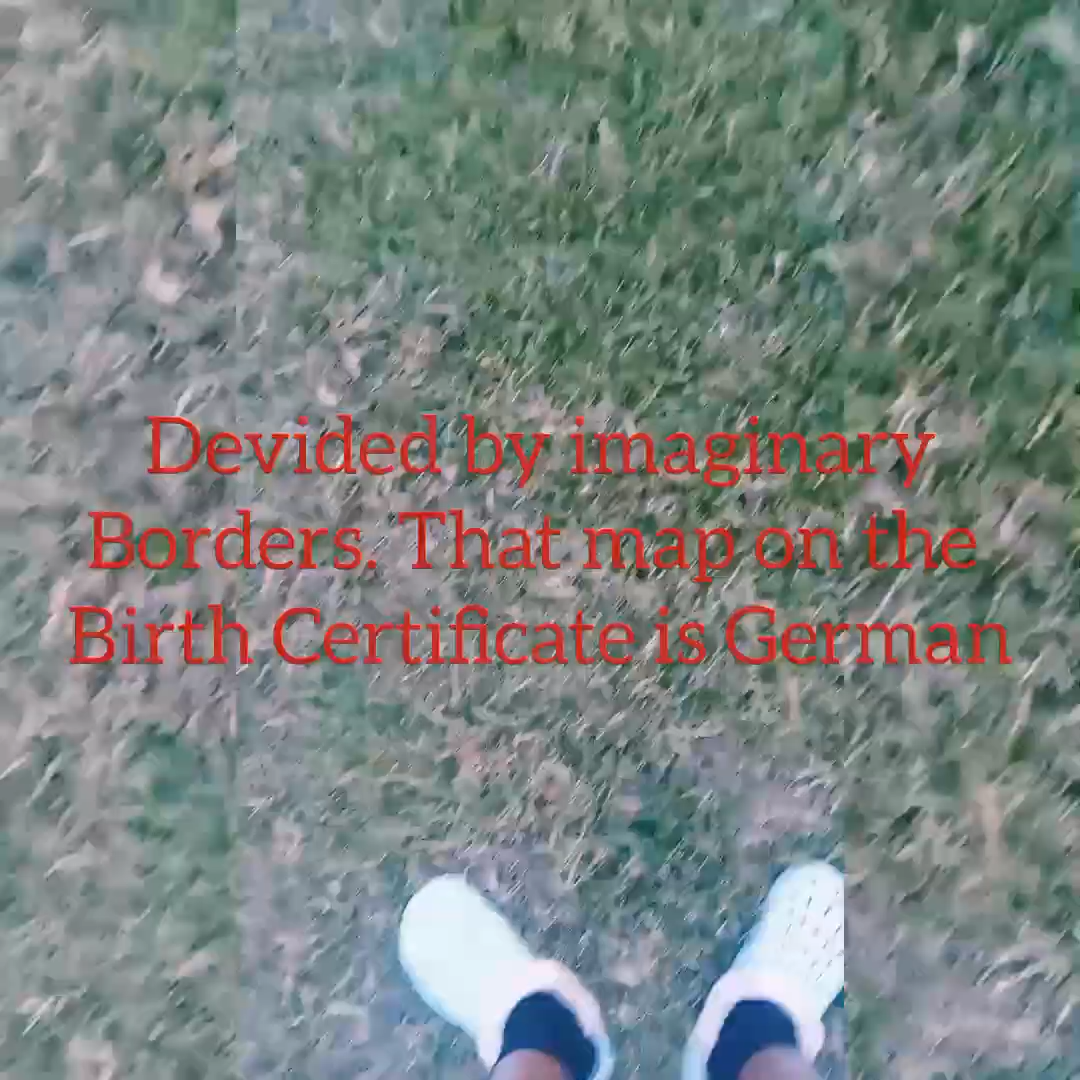 Devided by imaginary
Borders. That map on the
Birth Certificate is German